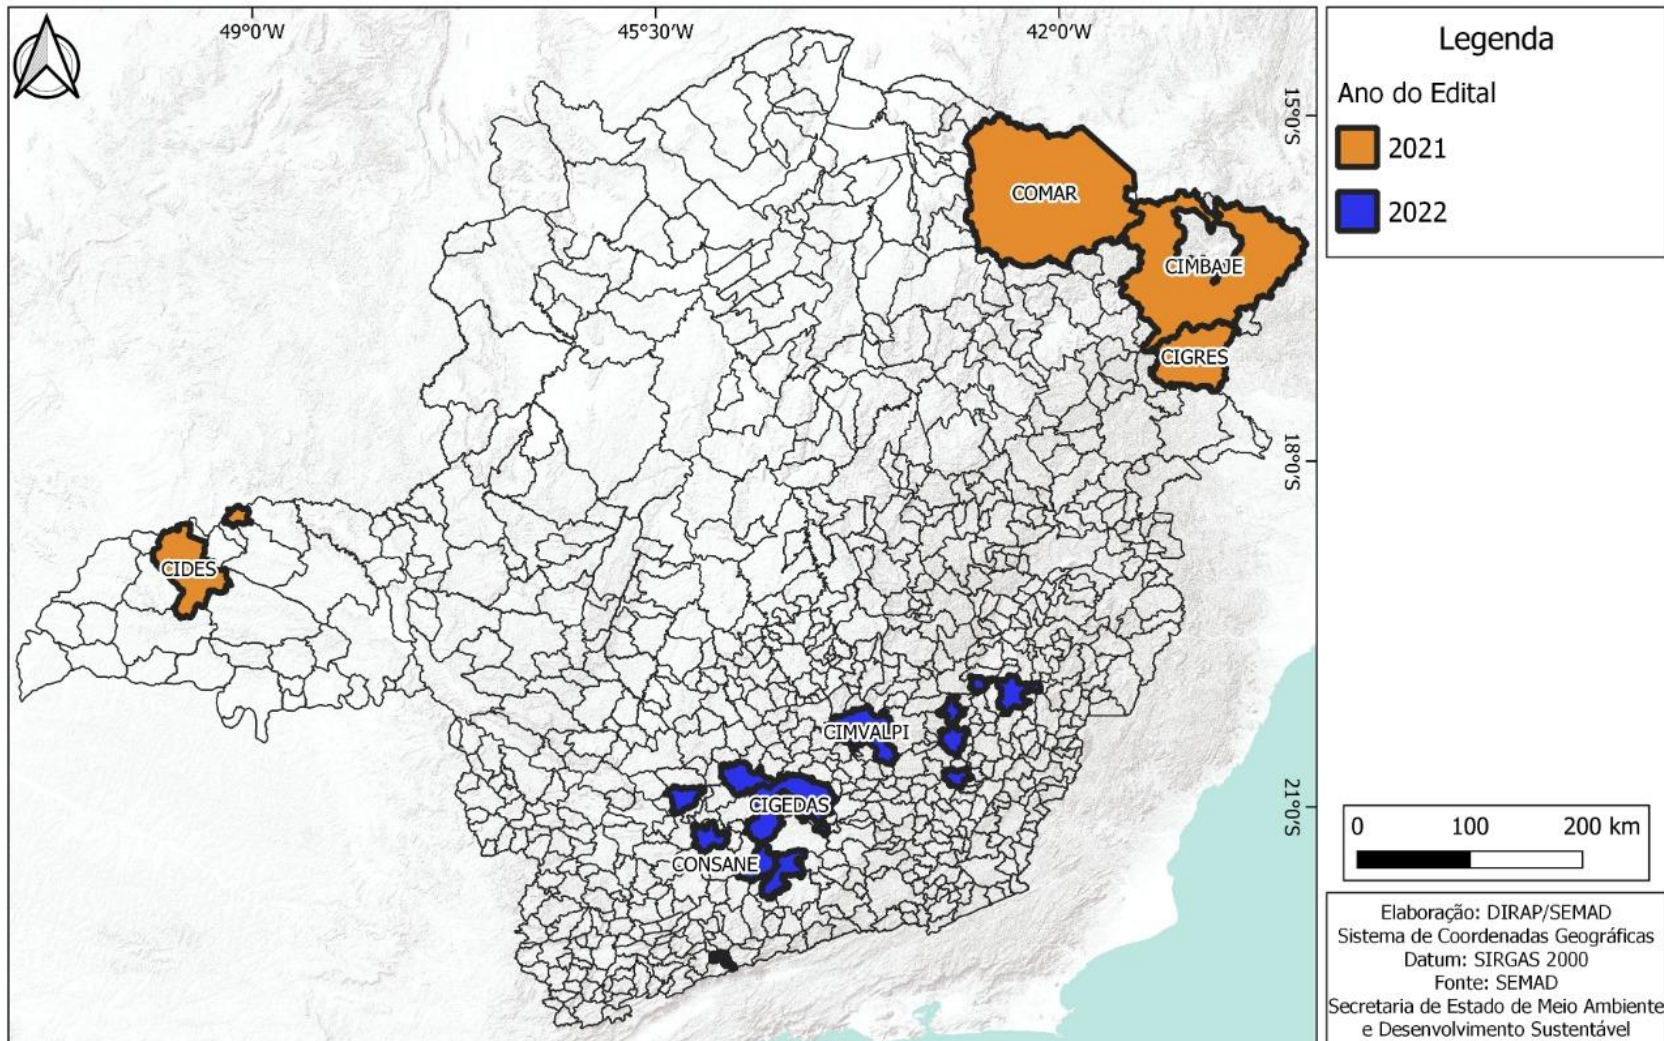 49°0'W
45°30'W
42°0'W
15°0'S
18°0'S
21°0'S
COMAR
CIMBAJE
CIGRES
CIDES
CIMVALPI
CIGEDAS
CONSANE
Legenda
Ano do Edital
2021
2022
0 100 200 km
Elaboração: DIRAP/SEMAD
Sistema de Coordenadas Geográficas
Datum: SIRGAS 2000
Fonte: SEMAD
Secretaria de Estado de Meio Ambiente
e Desenvolvimento Sustentável